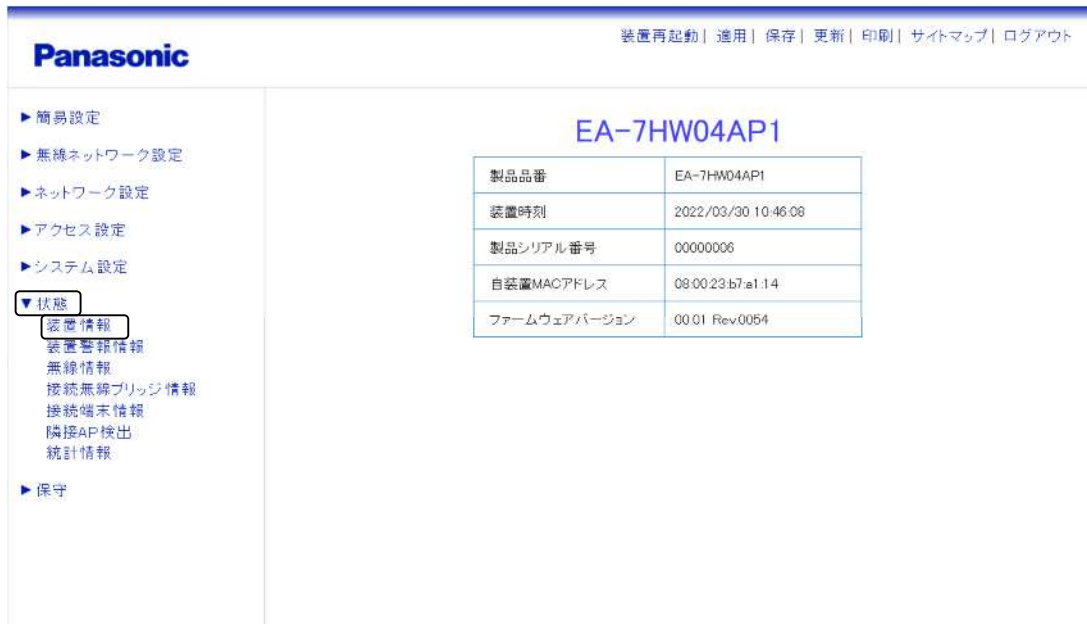 Panasonic
装置再起動| 適用| 保存| 更新| 印刷| サイトマップ| ログアウト
▶簡易設定
▶無線ネットワーク設定
▶ネットワーク設定
▶アクセス設定
▶システム設定
▼状態
装置情報
装置警報情報
無線情報
接続無線ブリッジ情報
接続端末情報
隣接AP検出
統計情報
▶保守
EA-7HW04AP1
製品品番 EA-7HW04AP1
装置時刻 2022/03/30 10:46:08
製品シリアル番号 00000006
自装置MACアドレス 08:00:23:b7:a1:14
ファームウェアバージョン 00.01 Rev.0054